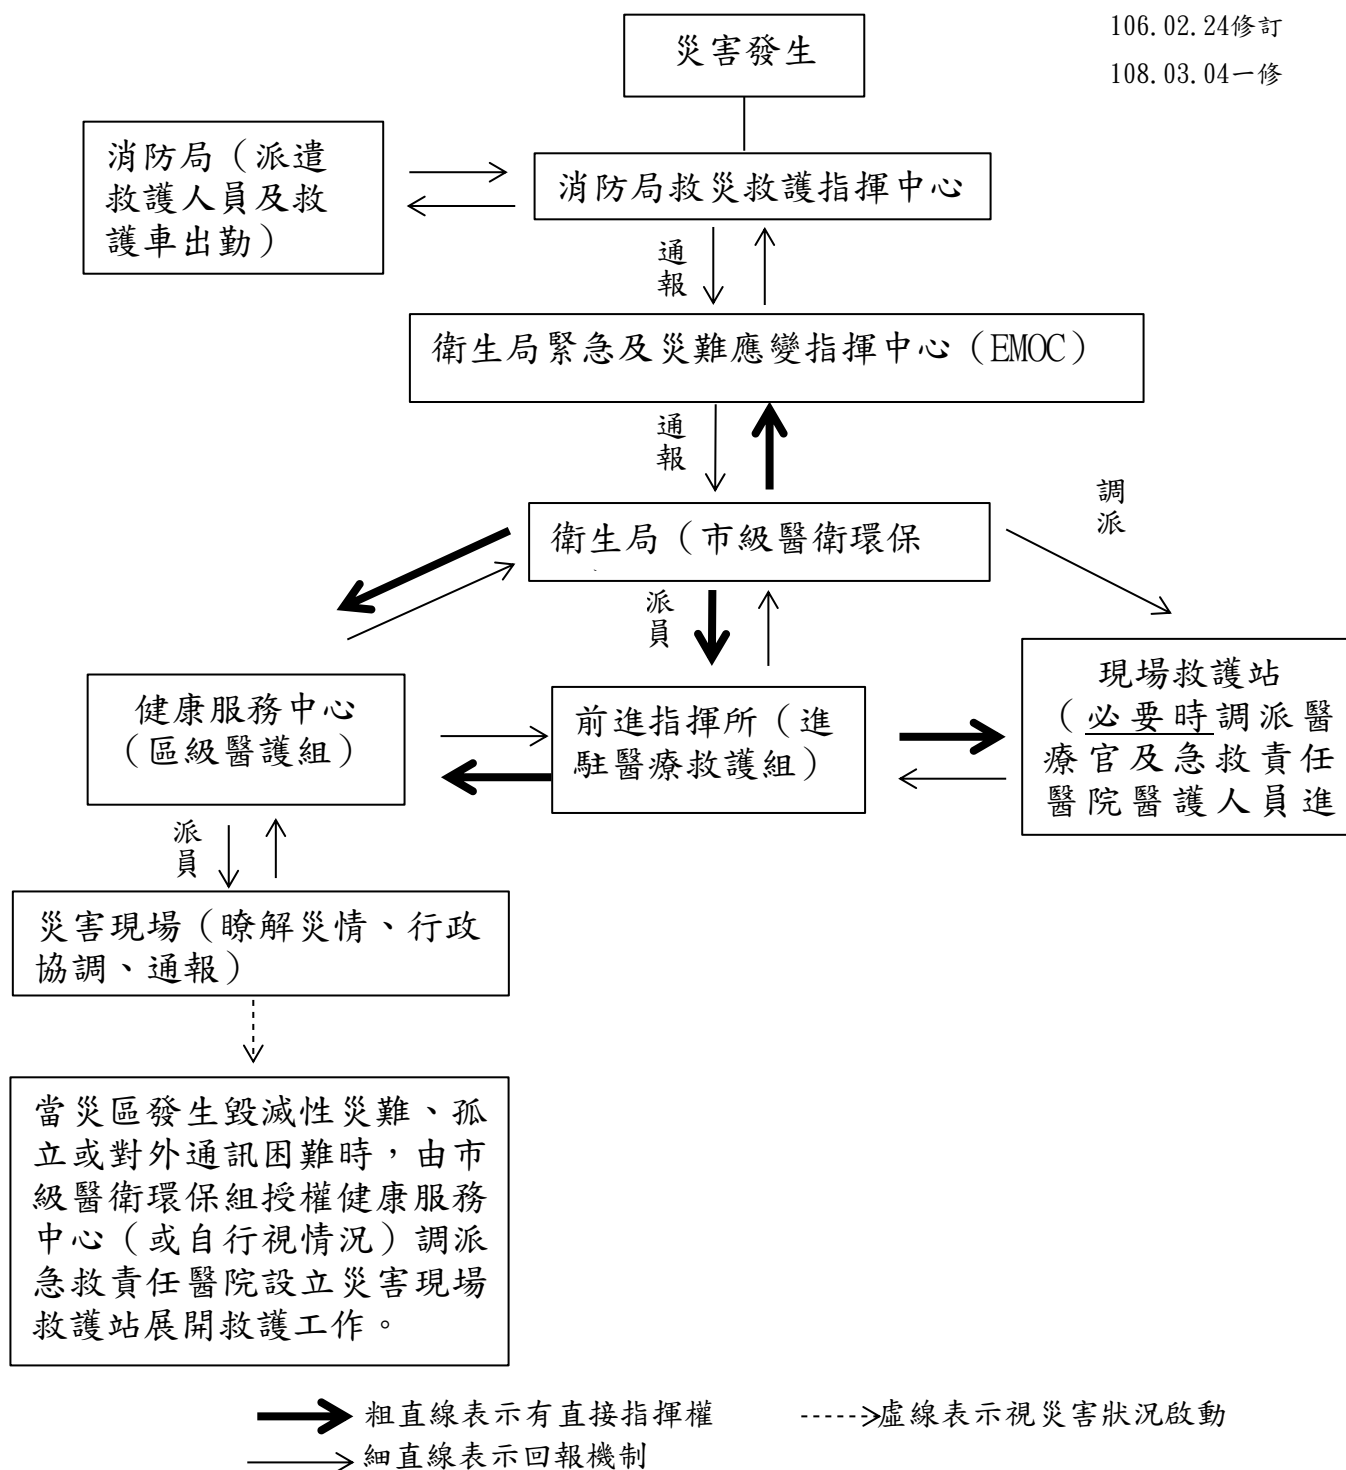 106.02.24修訂
108.03.04一修
災害發生
消防局（派遣
救護人員及救
護車出勤）
消防局救災救護指揮中心
通
報
衛生局緊急及災難應變指揮中心（EMOC）
通
報
調
派
衛生局（市級醫衛環保
派
員
健康服務中心
（區級醫護組）
前進指揮所（進
駐醫療救護組）
現場救護站
（必要時調派醫
療官及急救責任
醫院醫護人員進
派
員
災害現場（瞭解災情、行政
協調、通報）
當災區發生毀滅性災難、孤
立或對外通訊困難時，由市
級醫衛環保組授權健康服務
中心（或自行視情況）調派
急救責任醫院設立災害現場
救護站展開救護工作。
粗直線表示有直接指揮權
虛線表示視災害狀況啟動
細直線表示回報機制